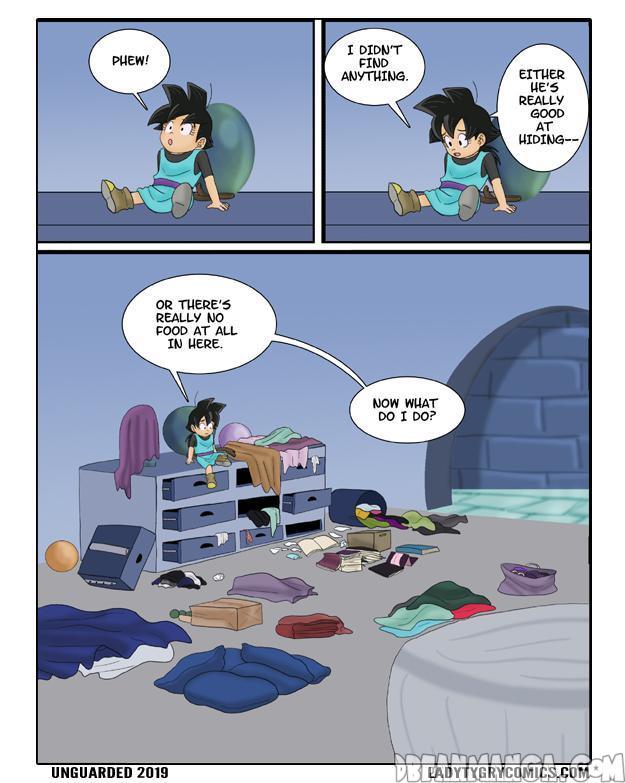 PHEW!
I DIDN'T
FIND
ANYTHING.
EITHER
HE'S
REALLY
GOOD
AT
HIDING--
OR THERE'S
REALLY NO
FOOD AT ALL
IN HERE.
NOW WHAT
DO I DO?
UNGUARDED 2019
LADYTYGRYCOMICS.COM
DBFANMANGA.COM